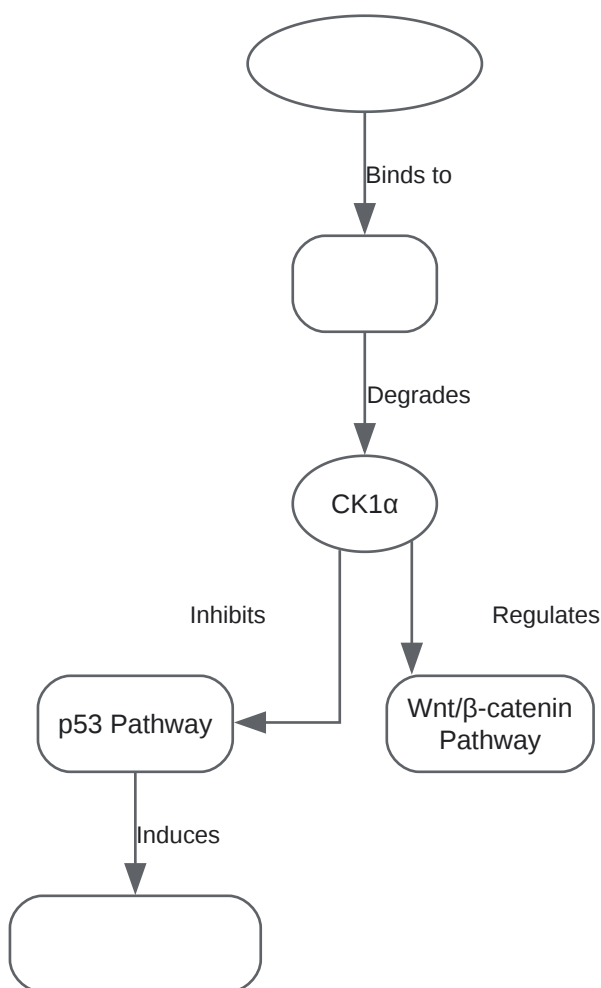 Binds to
Degrades
CK1α
Inhibits
Regulates
p53 Pathway
Wnt/β-catenin
Pathway
Induces